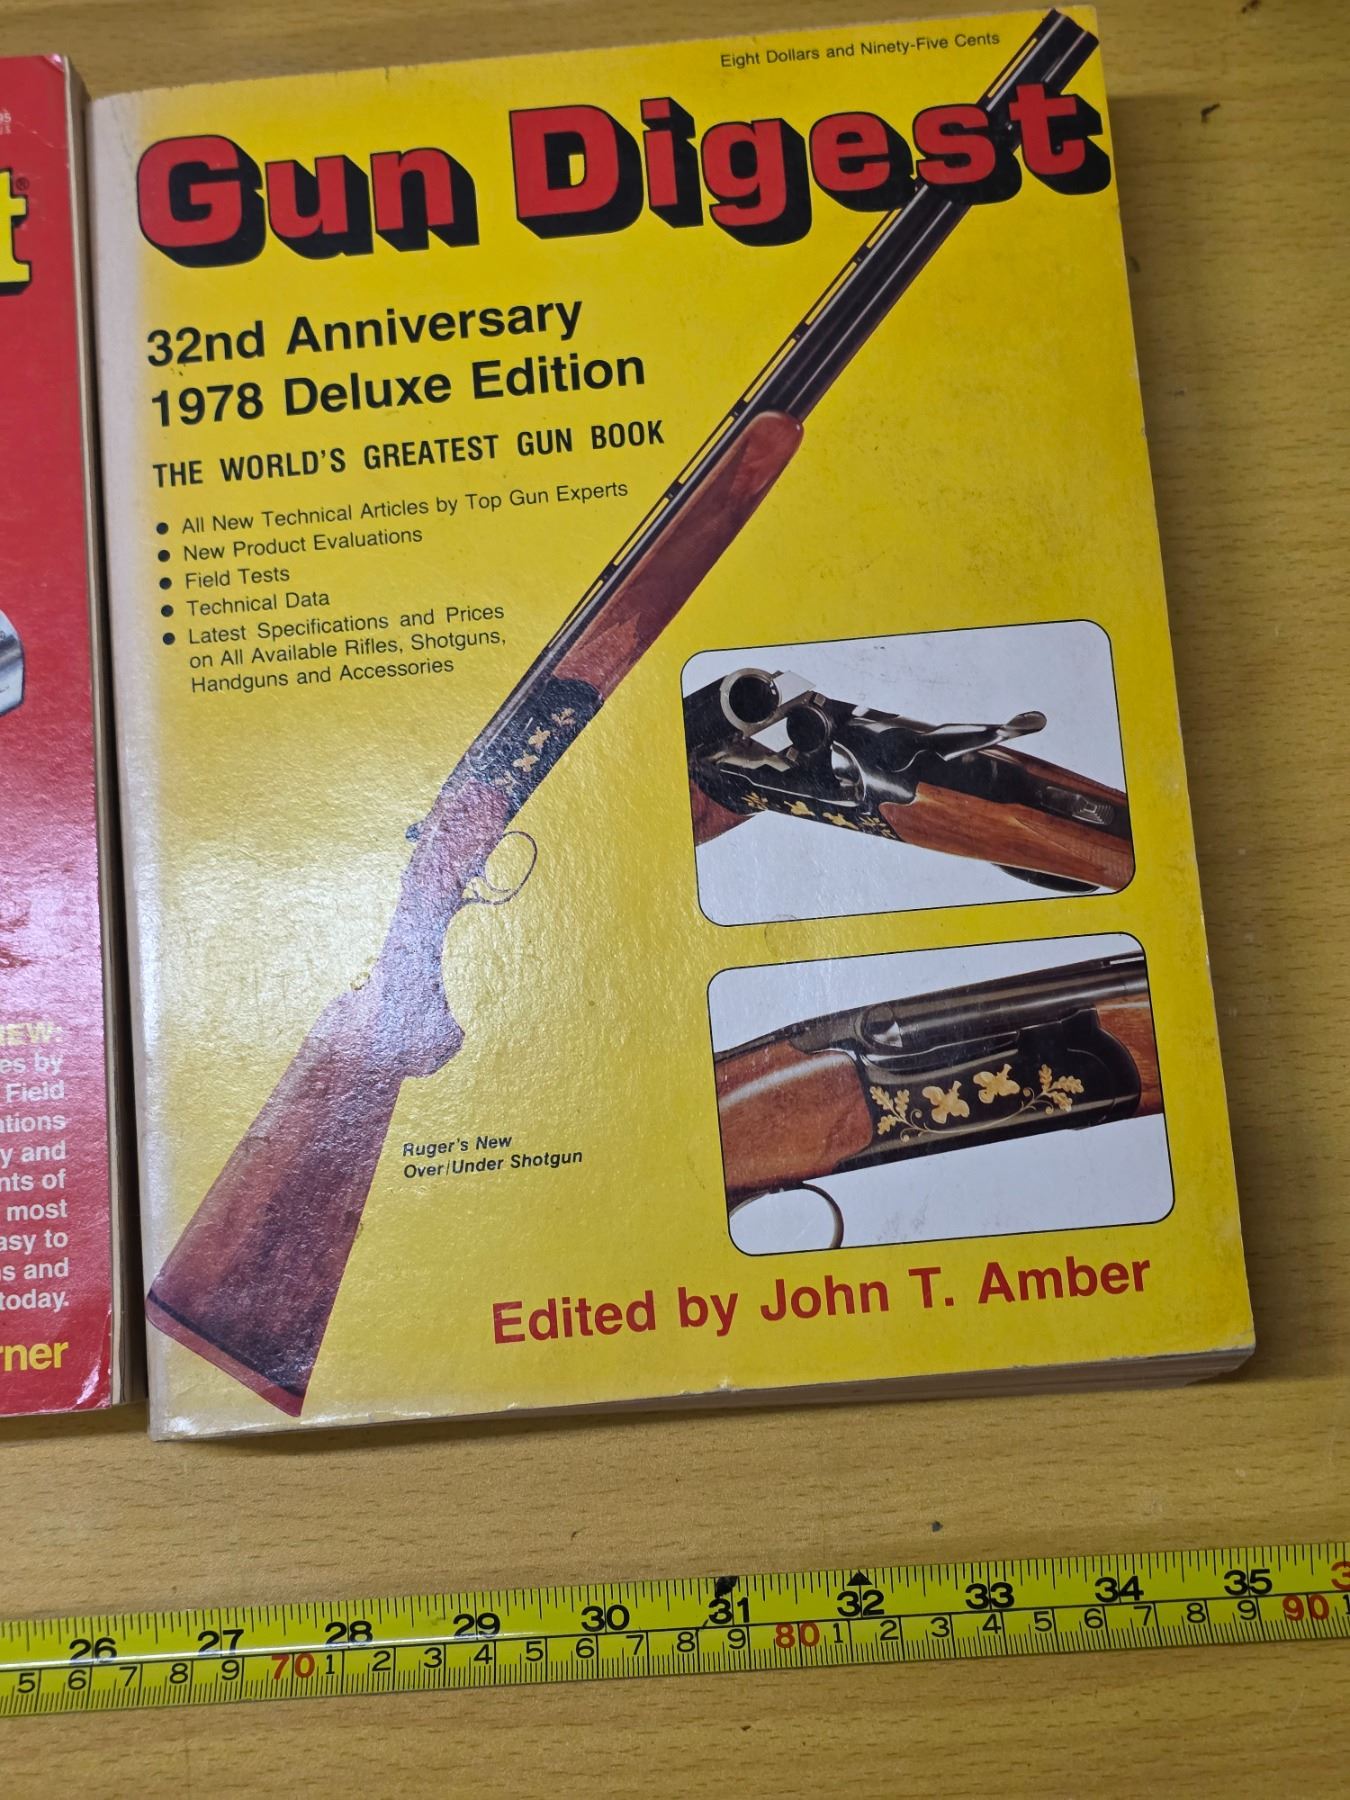 Eight Dollars and Ninety-Five Cents
Gun Digest
32nd Anniversary
1978 Deluxe Edition
THE WORLD'S GREATEST GUN BOOK
● All New Technical Articles by Top Gun Experts
● New Product Evaluations
● Field Tests
● Technical Data
● Latest Specifications and Prices
on All Available Rifles, Shotguns,
Handguns and Accessories
Ruger's New
Over/Under Shotgun
Edited by John T. Amber
t®
EW:
es by
Field
ations
y and
nts of
most
asy to
s and
today.
rner
26 27 28 29 30 31 32 33 34 35
5 6 7 8 9 70 1 2 3 4 5 6 7 8 9 80 1 2 3 4 5 6 7 8 9 90 1